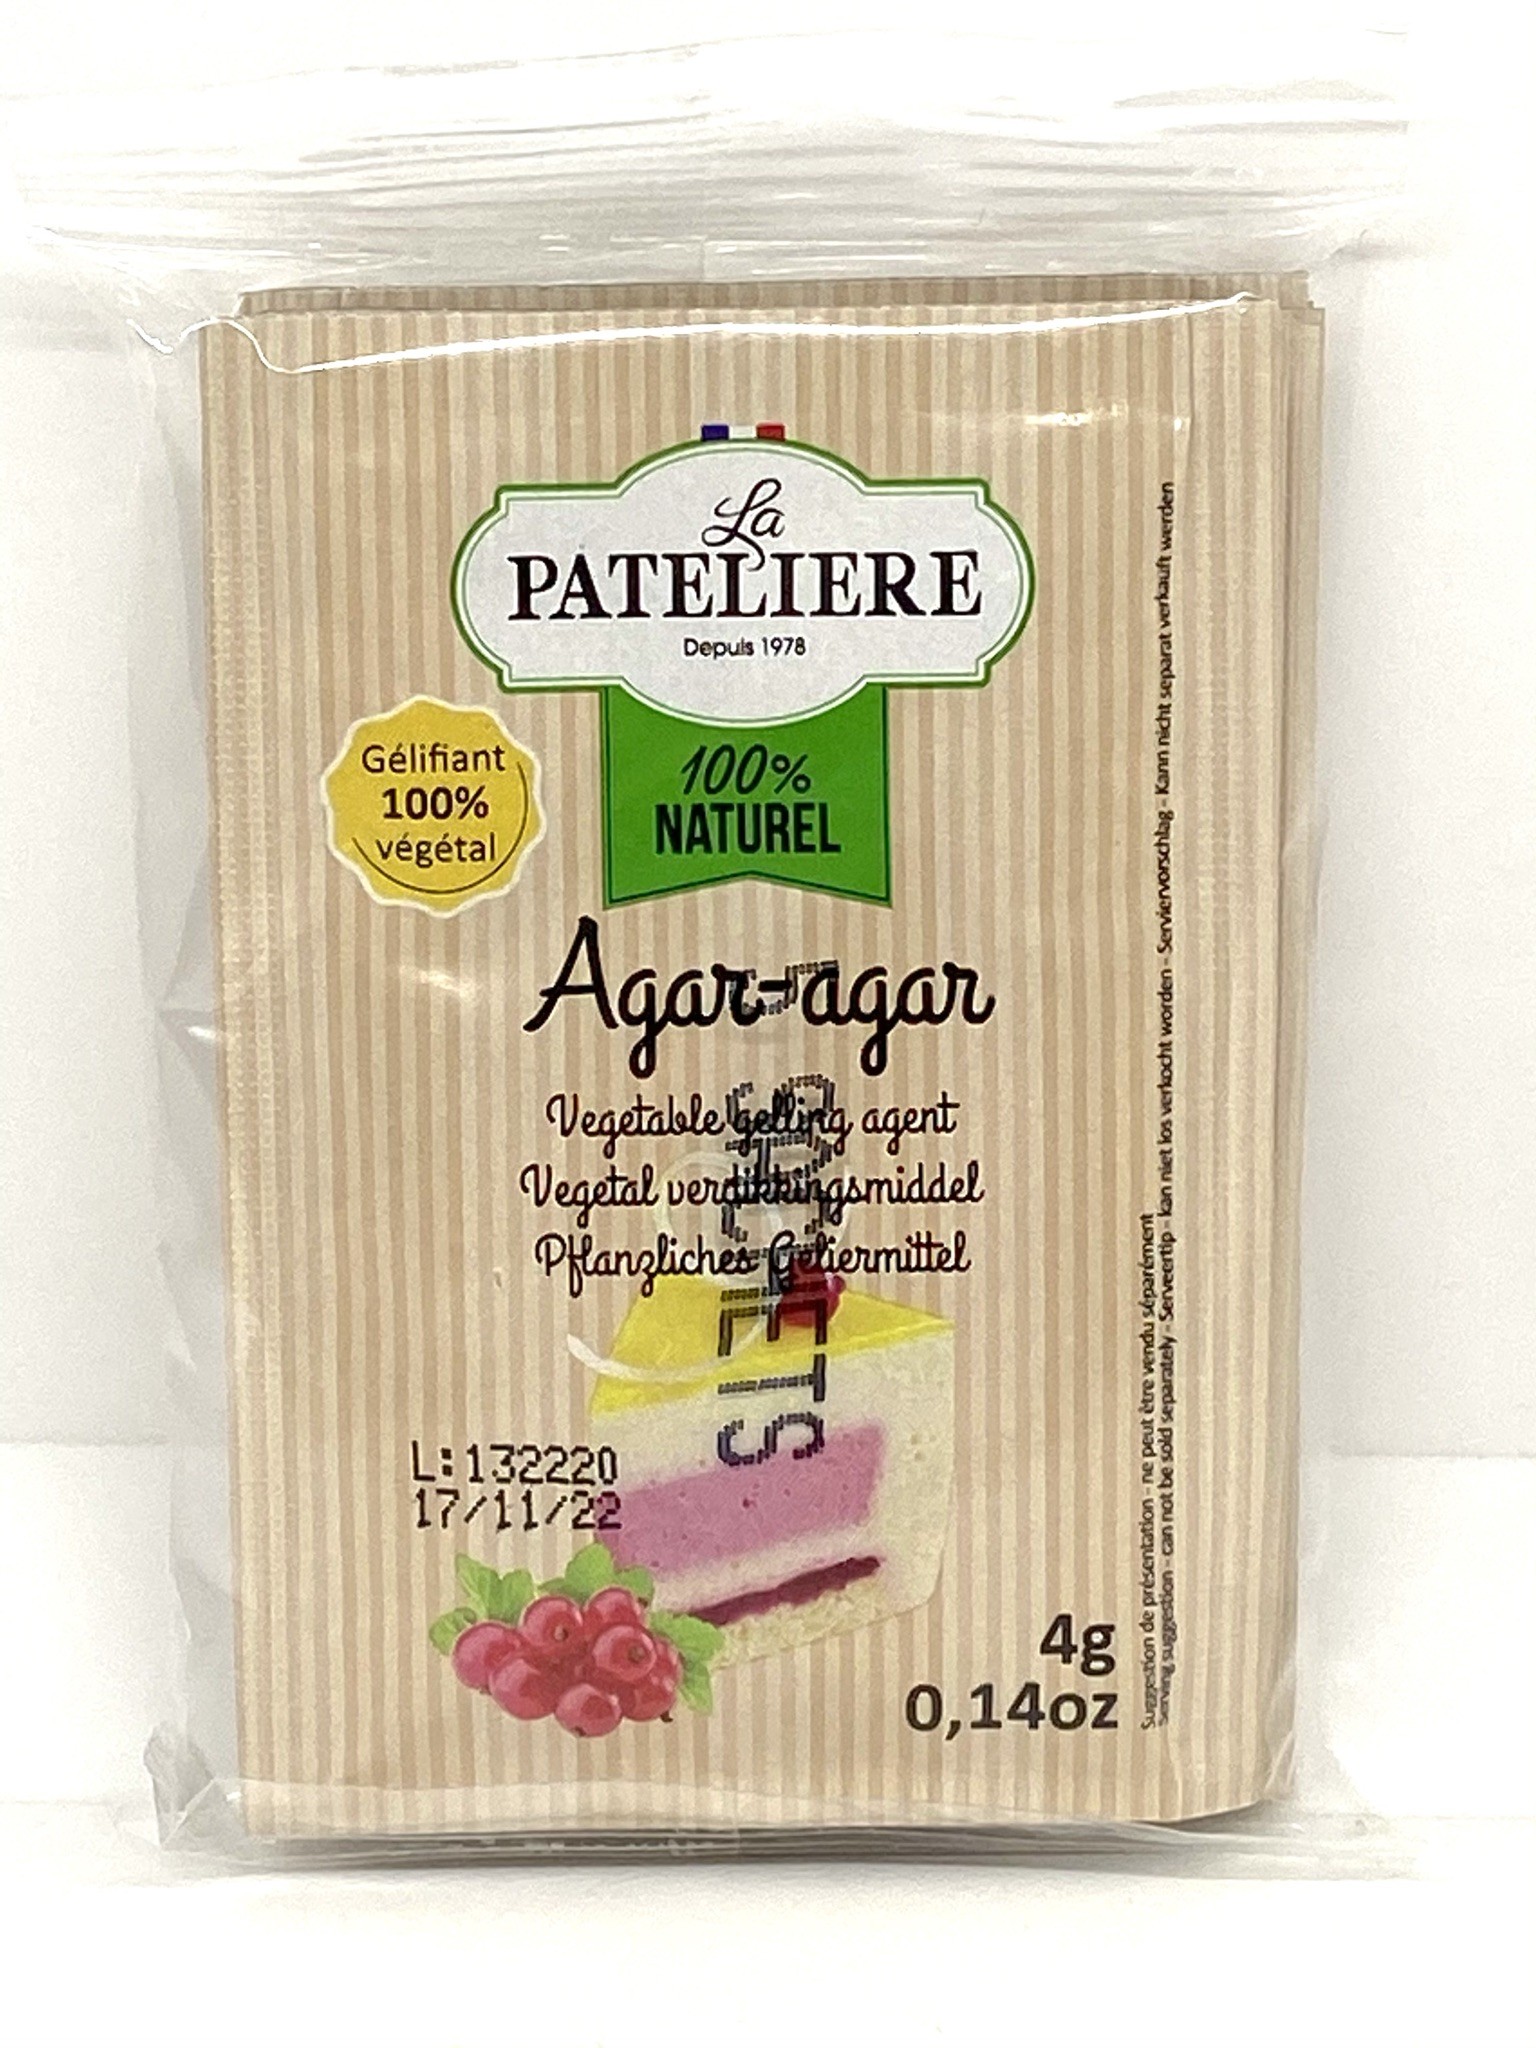 La
PATELIERE
Depuis 1978
100%
NATUREL
Gélifiant
100%
végétal
Agar-agar
Vegetable gelling agent
Vegetal verdikkingsmiddel
Pflanzliches Geliermittel
L:132220
17/11/22
4g
0,14oz
Suggestion de présentation - ne peut être vendu séparément
Serving suggestion - can not be sold separately - Serveertip - kan niet los verkocht worden - Serviervorschlag - Kann nicht separat verkauft werden